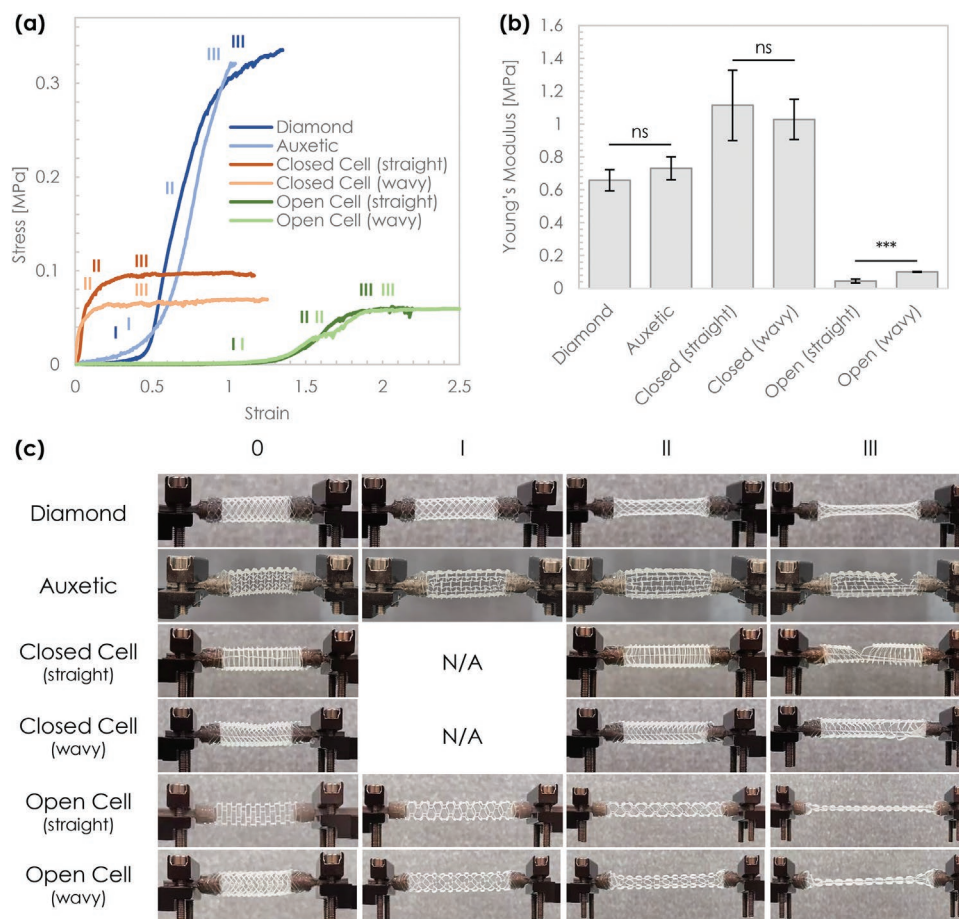 (a)
III III
0.3
Diamond
Auxetic
Closed Cell (straight)
Closed Cell (wavy)
Open Cell (straight)
Open Cell (wavy)
0.2
II
Stress [MPa]
0.1
II III
II III
III III
II II
I I
I I
0
0 0.5 1 1.5 2 2.5
Strain
(b)
1.6
1.4
1.2
1
0.8
0.6
0.4
0.2
0
Young's Modulus [MPa]
ns
ns
***
Diamond
Auxetic
Closed (straight)
Closed (wavy)
Open (straight)
Open (wavy)
(c)
0 I II III
Diamond
Auxetic
Closed Cell
(straight)
N/A
Closed Cell
(wavy)
N/A
Open Cell
(straight)
Open Cell
(wavy)